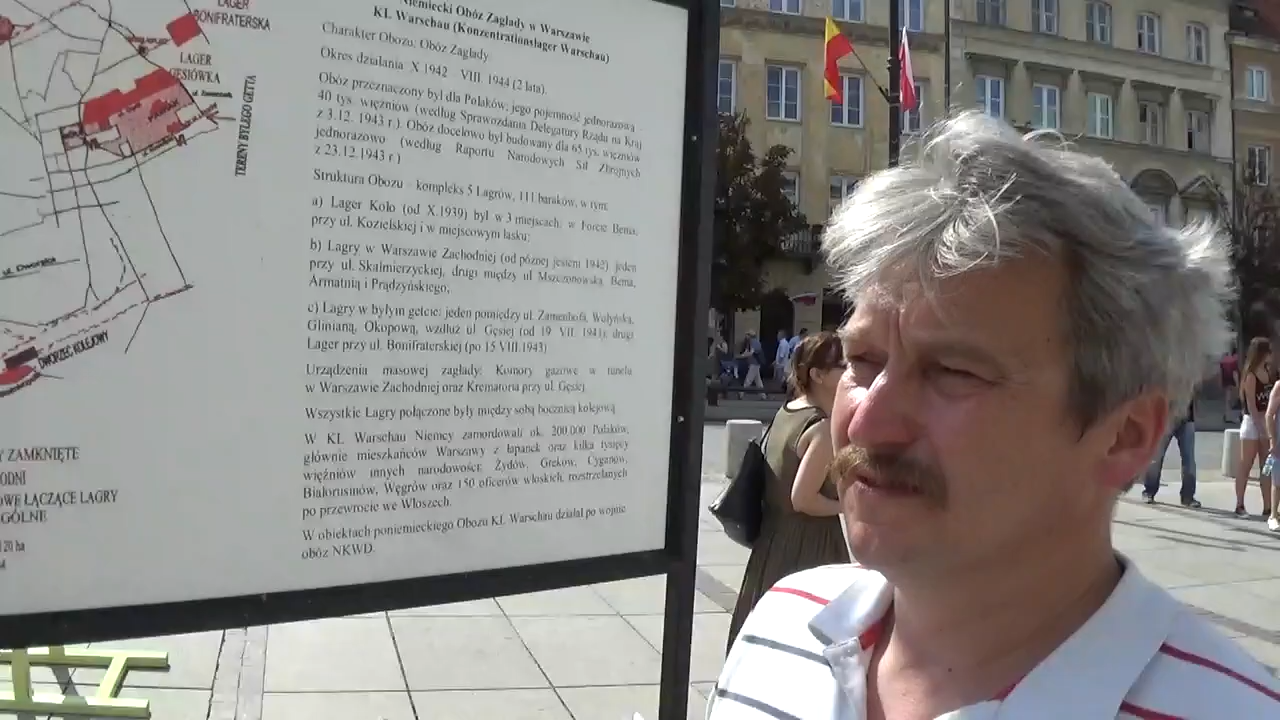 LAGER
BONIFRATERSKA
LAGER
GĘSIÓWKA
TERENY BYŁEGO GETTA
ul. Dworska
DWORZEC KOLEJOWY
Y ZAMKNIĘTE
ODNI
OWE ŁĄCZĄCE LAGRY
GÓLNE
120 ha
Niemiecki Obóz Zagłady w Warszawie
KL Warschau (Konzentrationslager Warschau)
Charakter Obozu: Obóz Zagłady.
Okres działania X 1942 - VIII 1944 (2 lata).
Obóz przeznaczony był dla Polaków; jego pojemność jednorazowa
40 tys. więźniów (według Sprawozdania Delegatury Rządu na Kraj
z 3.12. 1943 r.). Obóz docelowo był budowany dla 65 tys. więźniów
jednorazowo (według Raportu Narodowych Sił Zbrojnych
z 23.12.1943 r.)
Struktura Obozu - kompleks 5 Lagrów, 111 baraków, w tym:
a) Lager Koło (od X.1939) był w 3 miejscach: w Forcie Bema,
przy ul. Kozielskiej i w miejscowym lasku;
b) Lagry w Warszawie Zachodniej (od późnej jesieni 1942) jeden
przy ul. Skalmierzyckiej, drugi między ul Mszczonowską, Bema,
Armatnią i Prądzyńskiego;
c) Lagry w byłym getcie: jeden pomiędzy ul. Zamenhofa, Wołyńską,
Glinianą, Okopową, wzdłuż ul Gęsiej (od 19 VII 1943); drugi
Lager przy ul. Bonifraterskiej (po 15 VIII.1943)
Urządzenia masowej zagłady: Komory gazowe w tunelu
w Warszawie Zachodniej oraz Krematoria przy ul. Gęsiej.
Wszystkie Lagry połączone były między sobą bocznicą kolejową
W KL Warschau Niemcy zamordowali ok. 200.000 Polaków,
głównie mieszkańców Warszawy z łapanek oraz kilka tysięcy
więźniów innych narodowości: Żydów, Greków, Cyganów,
Białorusinów, Węgrów oraz 150 oficerów włoskich, rozstrzelanych
po przewrocie we Włoszech.
W obiektach poniemieckiego Obozu KL Warschau działał po wojnie
obóz NKWD.